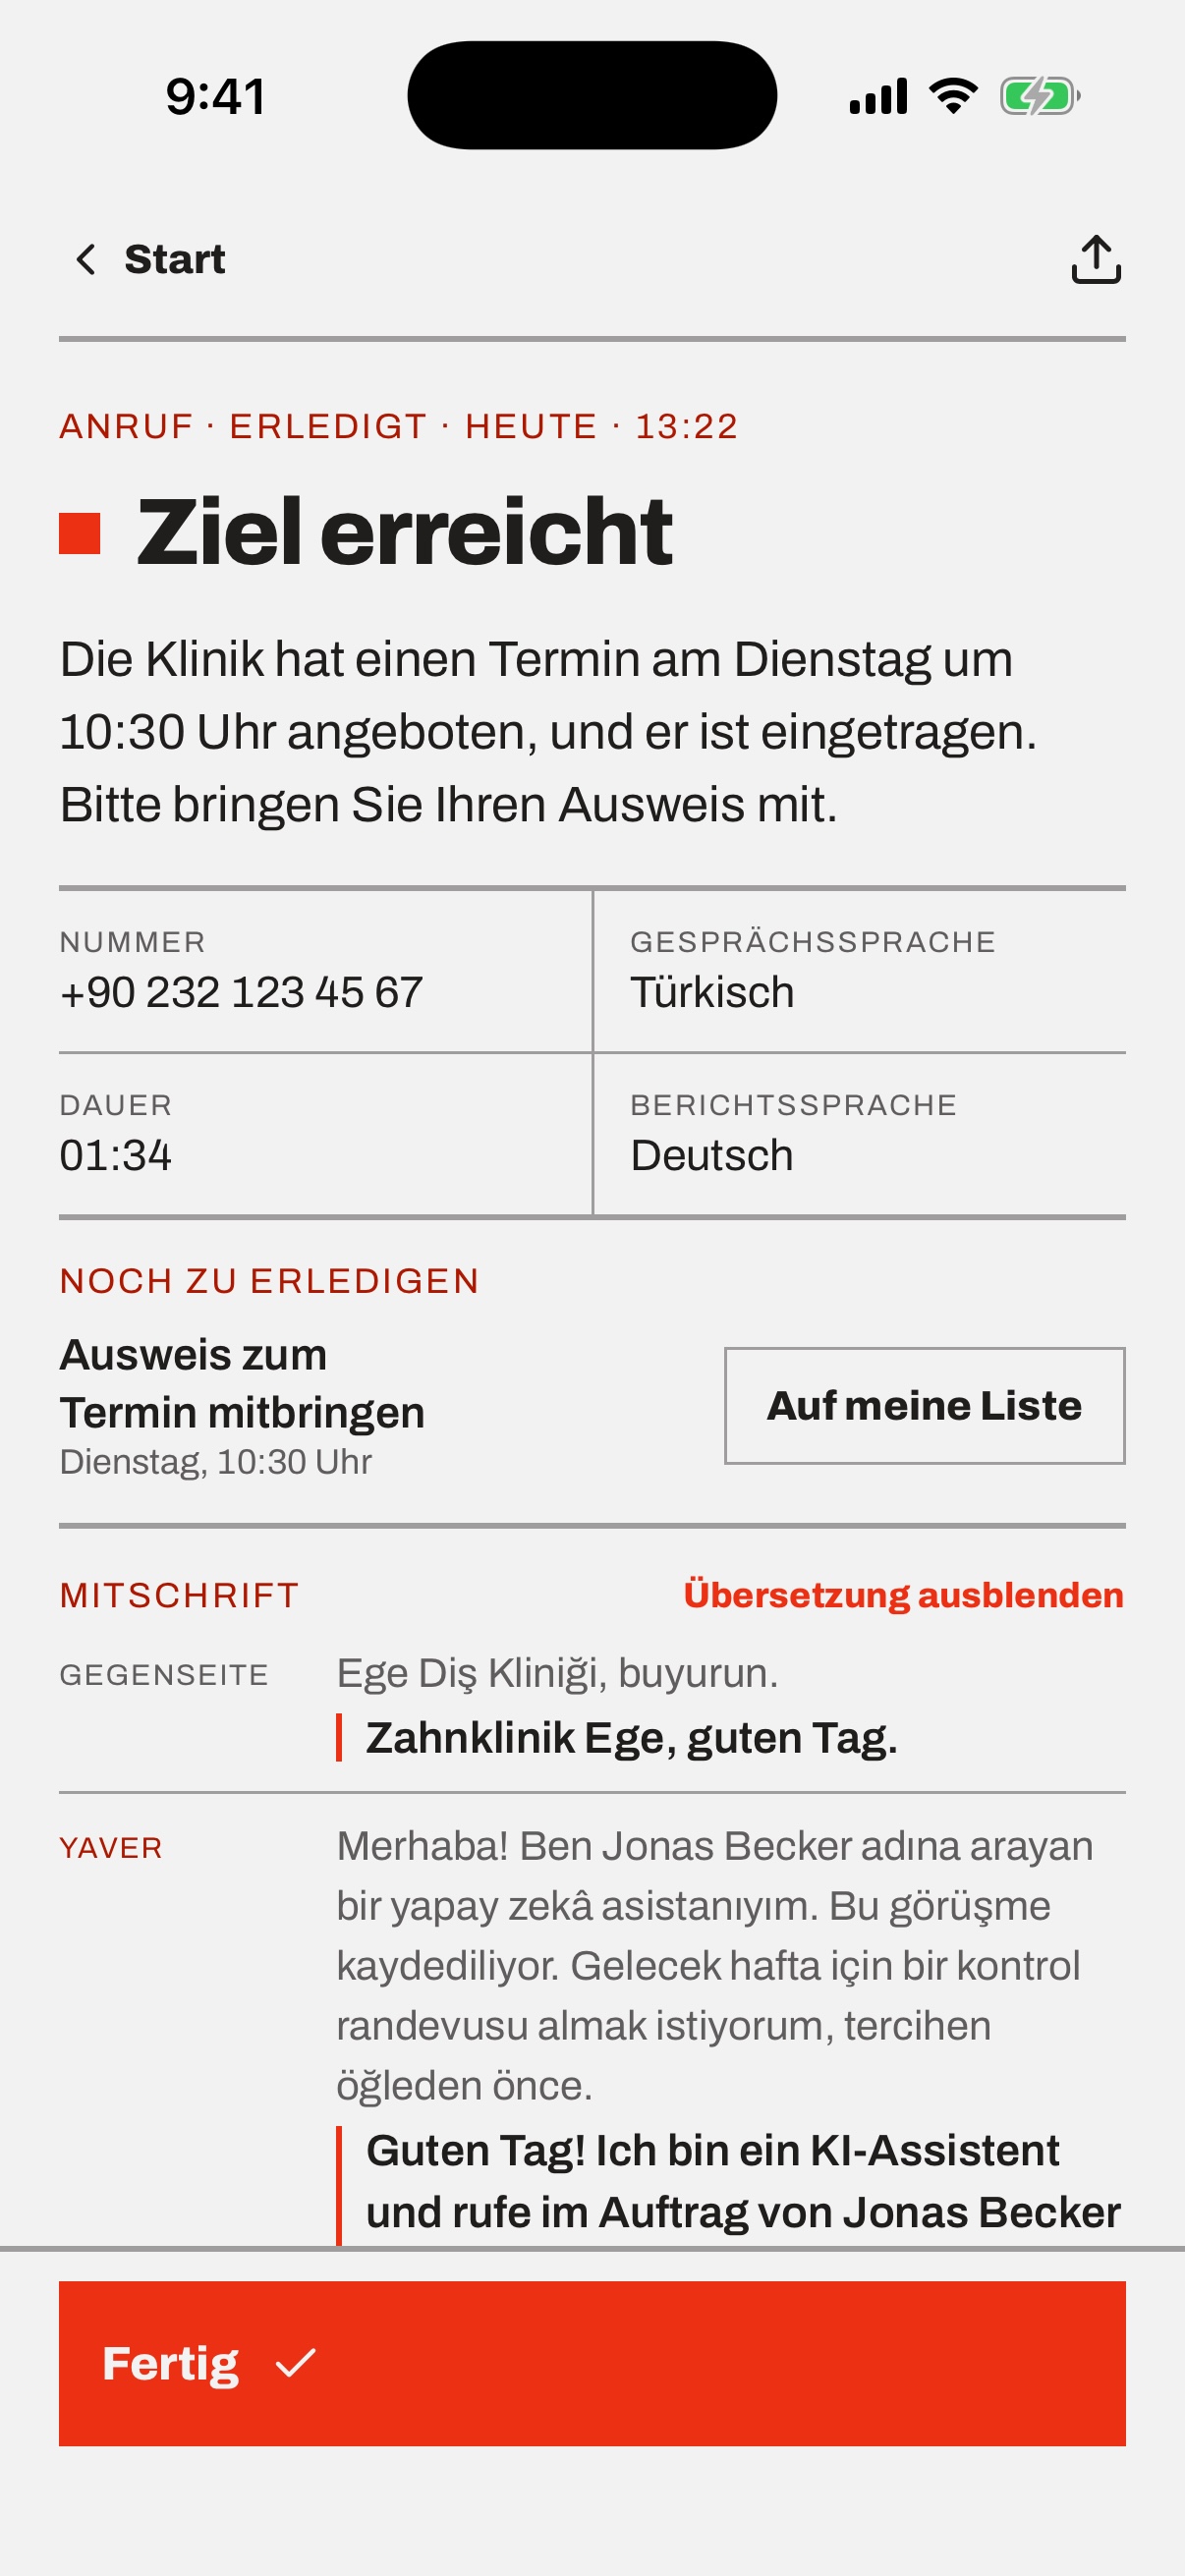 9:41
Start
ANRUF · ERLEDIGT · HEUTE · 13:22
Ziel erreicht
Die Klinik hat einen Termin am Dienstag um
10:30 Uhr angeboten, und er ist eingetragen.
Bitte bringen Sie Ihren Ausweis mit.
NUMMER
+90 232 123 45 67
GESPRÄCHSSPRACHE
Türkisch
DAUER
01:34
BERICHTSSPRACHE
Deutsch
NOCH ZU ERLEDIGEN
Ausweis zum
Termin mitbringen
Dienstag, 10:30 Uhr
Auf meine Liste
MITSCHRIFT
Übersetzung ausblenden
GEGENSEITE
Ege Diş Kliniği, buyurun.
Zahnklinik Ege, guten Tag.
YAVER
Merhaba! Ben Jonas Becker adına arayan
bir yapay zekâ asistanıyım. Bu görüşme
kaydediliyor. Gelecek hafta için bir kontrol
randevusu almak istiyorum, tercihen
öğleden önce.
Guten Tag! Ich bin ein KI-Assistent
und rufe im Auftrag von Jonas Becker
Fertig